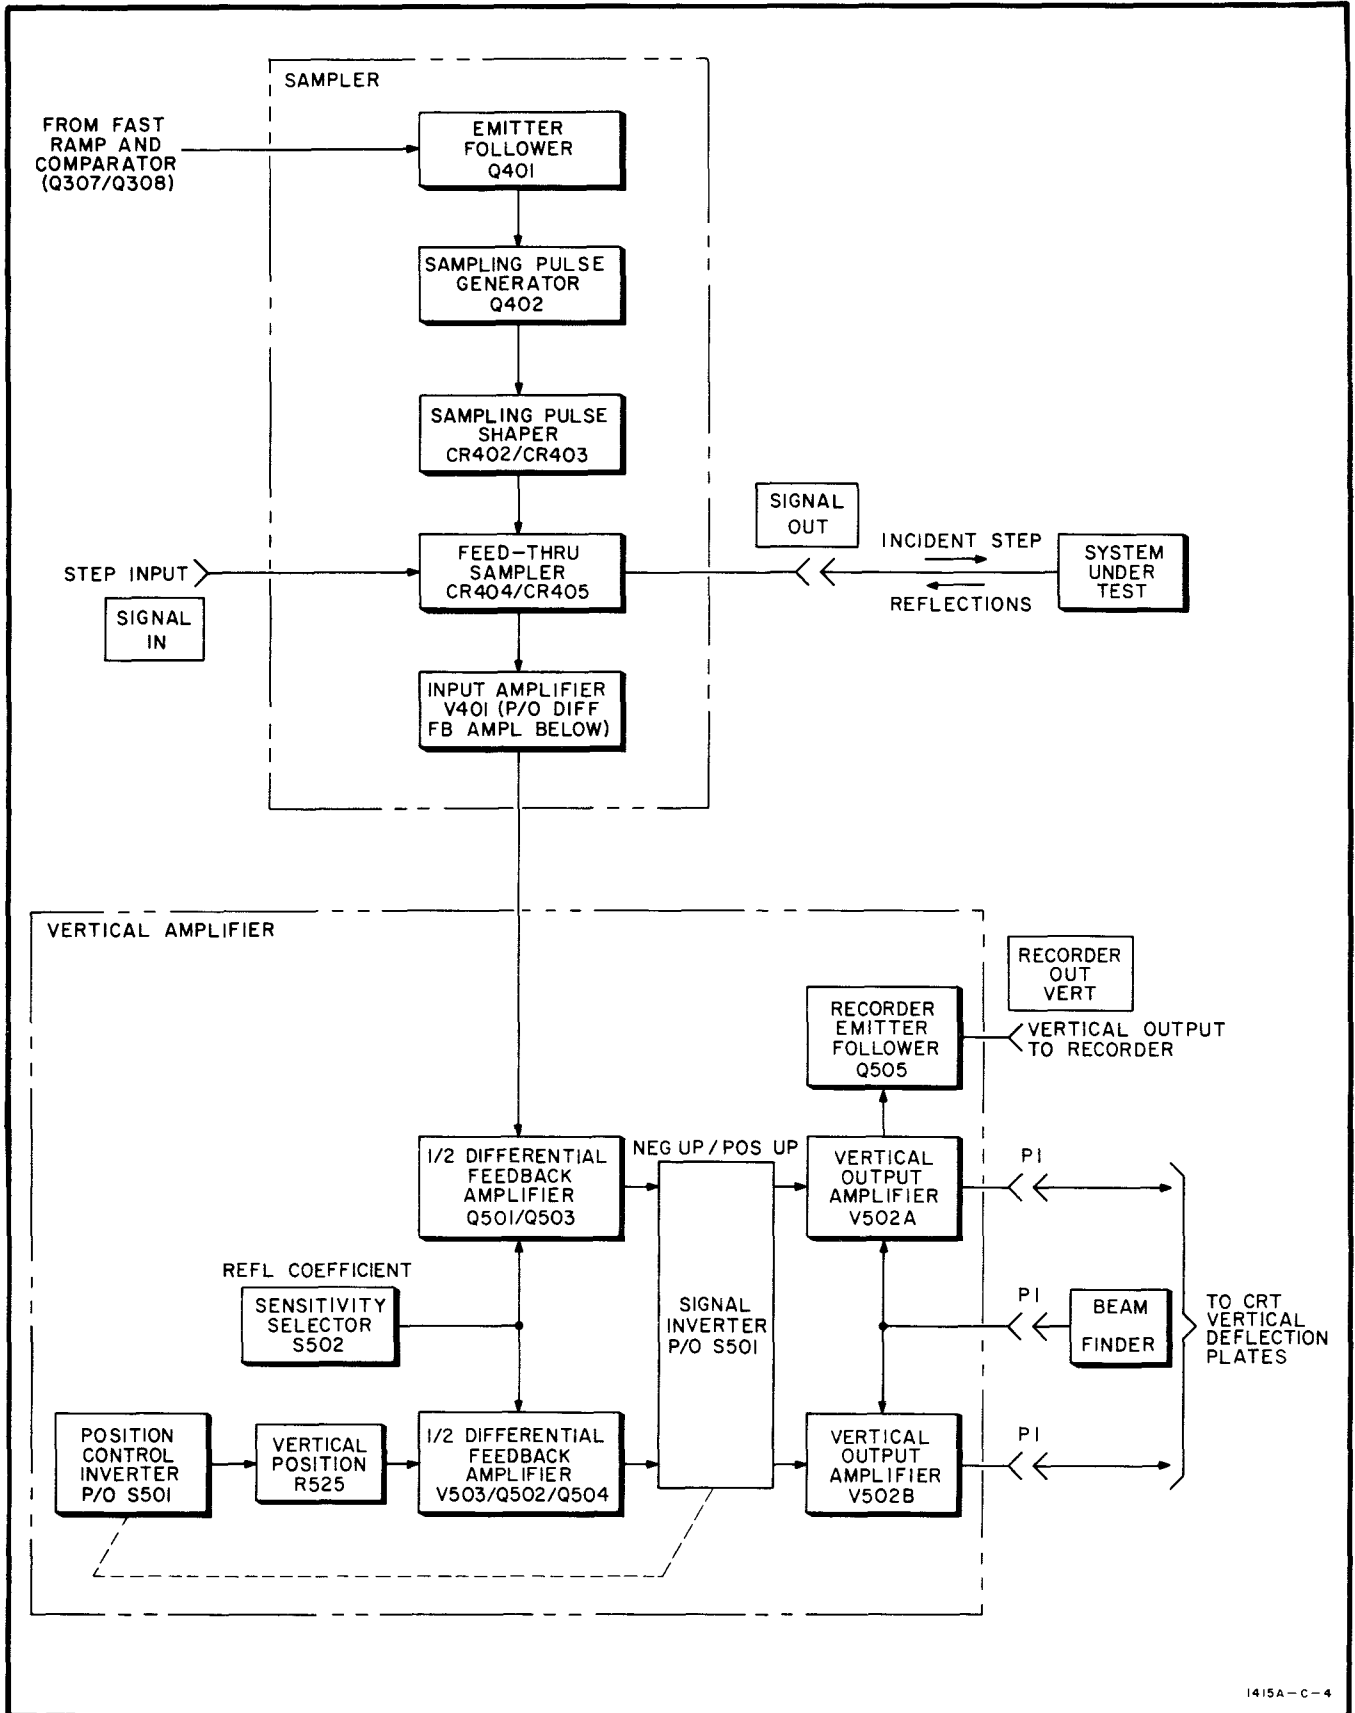 SAMPLER
FROM FAST
RAMP AND
COMPARATOR
(Q307/Q308)
EMITTER
FOLLOWER
Q401
SAMPLING PULSE
GENERATOR
Q402
SAMPLING PULSE
SHAPER
CR402/CR403
STEP INPUT
SIGNAL
IN
FEED-THRU
SAMPLER
CR404/CR405
SIGNAL
OUT
INCIDENT STEP
REFLECTIONS
SYSTEM
UNDER
TEST
INPUT AMPLIFIER
V401 (P/O DIFF
FB AMPL BELOW)
VERTICAL AMPLIFIER
RECORDER
OUT
VERT
RECORDER
EMITTER
FOLLOWER
Q505
VERTICAL OUTPUT
TO RECORDER
1/2 DIFFERENTIAL
FEEDBACK
AMPLIFIER
Q501/Q503
NEG UP/POS UP
VERTICAL
OUTPUT
AMPLIFIER
V502A
P1
REFL COEFFICIENT
SENSITIVITY
SELECTOR
S502
SIGNAL
INVERTER
P/O S501
P1
BEAM
FINDER
TO CRT
VERTICAL
DEFLECTION
PLATES
POSITION
CONTROL
INVERTER
P/O S501
VERTICAL
POSITION
R525
1/2 DIFFERENTIAL
FEEDBACK
AMPLIFIER
V503/Q502/Q504
VERTICAL
OUTPUT
AMPLIFIER
V502B
P1
1415A-C-4